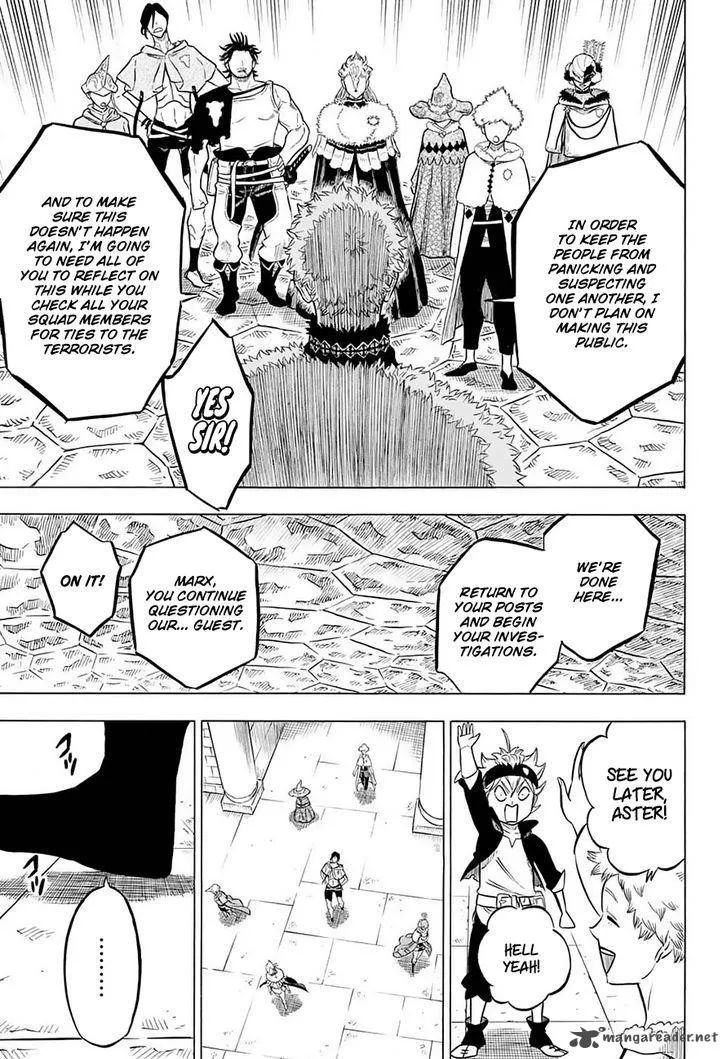 IN ORDER
TO KEEP THE
PEOPLE FROM
PANICKING AND
SUSPECTING
ONE ANOTHER, I
DON'T PLAN ON
MAKING THIS
PUBLIC.
AND TO MAKE
SURE THIS
DOESN'T HAPPEN
AGAIN, I'M GOING
TO NEED ALL OF
YOU TO REFLECT ON
THIS WHILE YOU
CHECK ALL YOUR
SQUAD MEMBERS
FOR TIES TO THE
TERRORISTS.
YES
SIR!
WE'RE
DONE
HERE...
RETURN TO
YOUR POSTS
AND BEGIN
YOUR INVES-
TIGATIONS.
MARX,
YOU CONTINUE
QUESTIONING
OUR... GUEST.
ON IT!
SEE YOU
LATER,
ASTER!
HELL
YEAH!
コツ
コツ
.........
mangareader.net